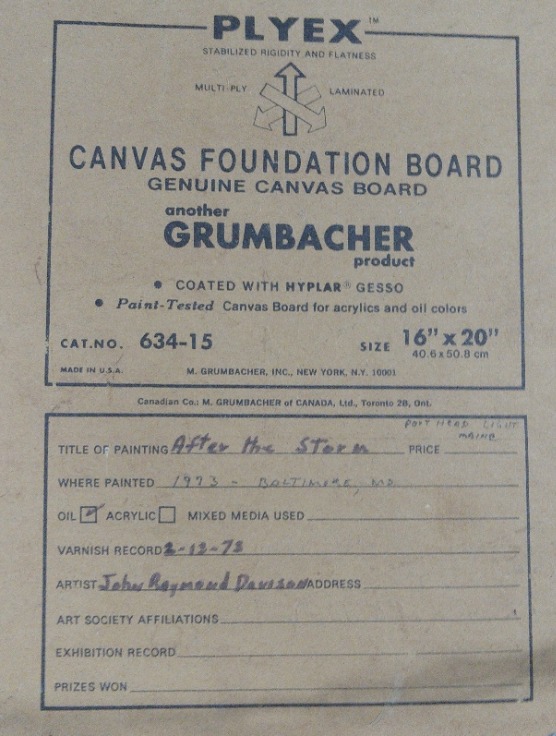 PLYEX™
STABILIZED RIGIDITY AND FLATNESS
MULTI-PLY LAMINATED
CANVAS FOUNDATION BOARD
GENUINE CANVAS BOARD
another
GRUMBACHER
product
• COATED WITH HYPLAR® GESSO
• Paint-Tested Canvas Board for acrylics and oil colors
CAT.NO. 634-15 SIZE 16" x 20"
40.6 x 50.8 cm
MADE IN U.S.A. M. GRUMBACHER, INC., NEW YORK, N.Y. 10001
Canadian Co.: M. GRUMBACHER of CANADA, Ltd., Toronto 2B, Ont.
PORT HEAD LIGHT
MAINE
TITLE OF PAINTING After the Storm PRICE
WHERE PAINTED 1973 - BALTIMORE, MD.
OIL ACRYLIC MIXED MEDIA USED
VARNISH RECORD 2-12-73
ARTIST John Raymond ADDRESS
ART SOCIETY AFFILIATIONS
EXHIBITION RECORD
PRIZES WON